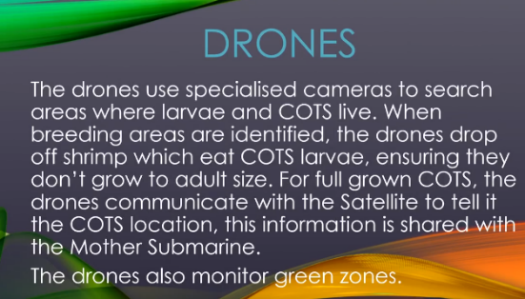 DRONES
The drones use specialised cameras to search
areas where larvae and COTS live. When
breeding areas are identified, the drones drop
off shrimp which eat COTS larvae, ensuring they
don’t grow to adult size. For full grown COTS, the
drones communicate with the Satellite to tell it
the COTS location, this information is shared with
the Mother Submarine.
The drones also monitor green zones.